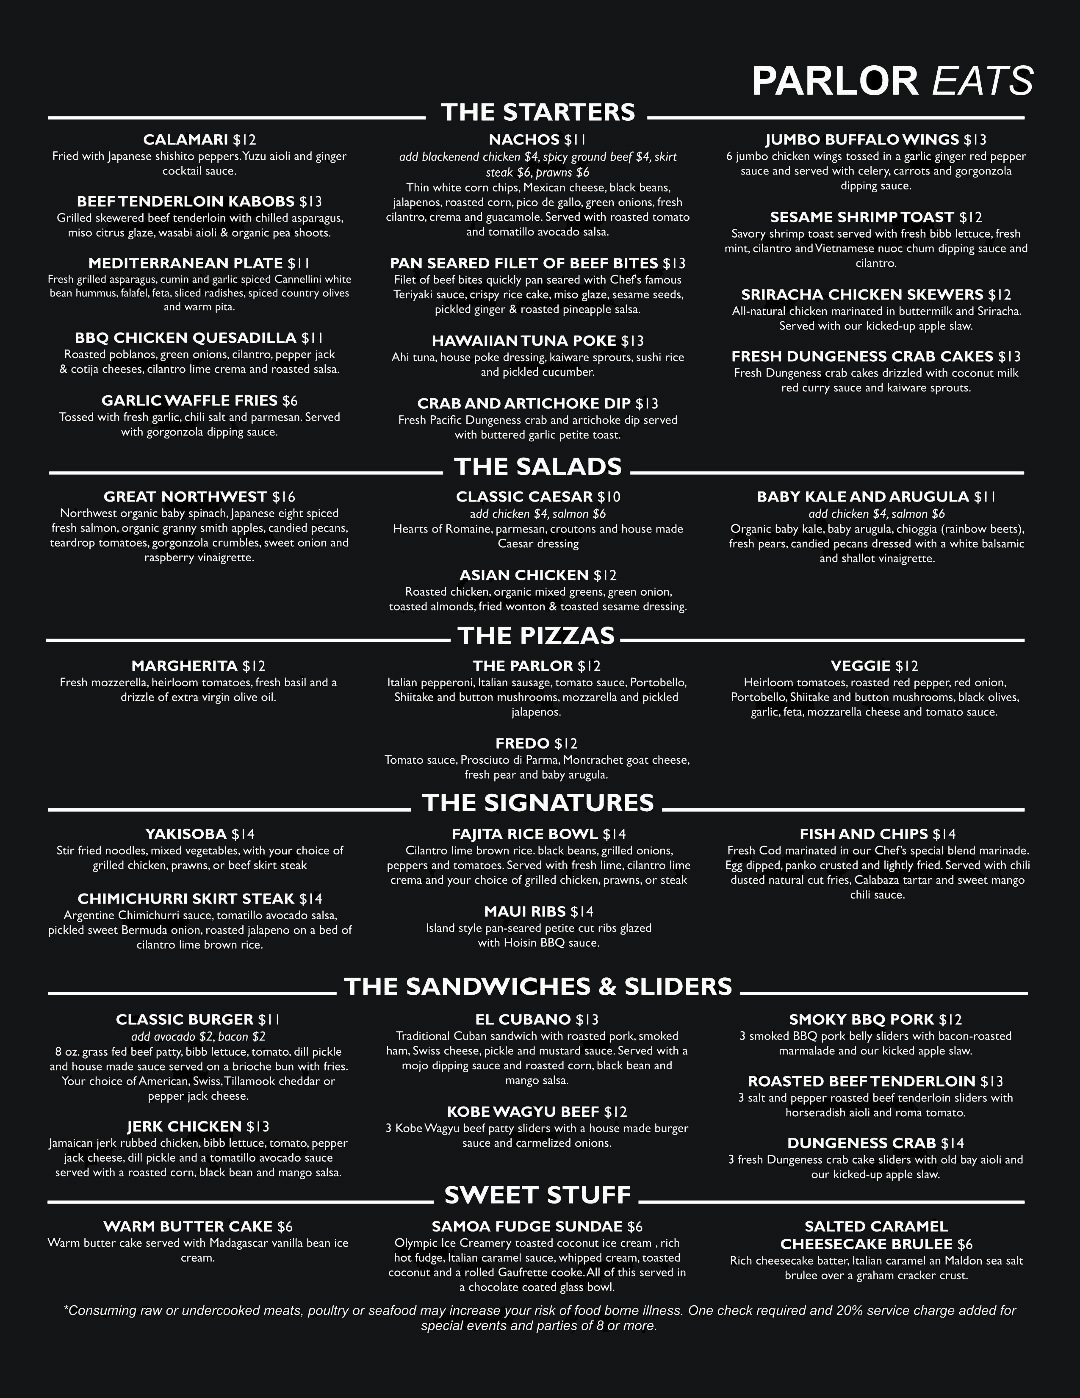 PARLOR EATS
THE STARTERS
CALAMARI $12
Fried with Japanese shishito peppers. Yuzu aioli and ginger
cocktail sauce.
BEEF TENDERLOIN KABOBS $13
Grilled skewered beef tenderloin with chilled asparagus,
miso citrus glaze, wasabi aioli & organic pea shoots.
MEDITERRANEAN PLATE $11
Fresh grilled asparagus, cumin and garlic spiced Cannellini white
bean hummus, falafel, feta, sliced radishes, spiced country olives
and warm pita.
BBQ CHICKEN QUESADILLA $11
Roasted poblanos, green onions, cilantro, pepper jack
& cotija cheeses, cilantro lime crema and roasted salsa.
GARLIC WAFFLE FRIES $6
Tossed with fresh garlic, chili salt and parmesan. Served
with gorgonzola dipping sauce.
NACHOS $11
add blackenend chicken $4, spicy ground beef $4, skirt
steak $6, prawns $6
Thin white corn chips, Mexican cheese, black beans,
jalapenos, roasted corn, pico de gallo, green onions, fresh
cilantro, crema and guacamole. Served with roasted tomato
and tomatillo avocado salsa.
PAN SEARED FILET OF BEEF BITES $13
Filet of beef bites quickly pan seared with Chef's famous
Teriyaki sauce, crispy rice cake, miso glaze, sesame seeds,
pickled ginger & roasted pineapple salsa.
HAWAIIAN TUNA POKE $13
Ahi tuna, house poke dressing, kaiware sprouts, sushi rice
and pickled cucumber.
CRAB AND ARTICHOKE DIP $13
Fresh Pacific Dungeness crab and artichoke dip served
with buttered garlic petite toast.
JUMBO BUFFALO WINGS $13
6 jumbo chicken wings tossed in a garlic ginger red pepper
sauce and served with celery, carrots and gorgonzola
dipping sauce.
SESAME SHRIMP TOAST $12
Savory shrimp toast served with fresh bibb lettuce, fresh
mint, cilantro and Vietnamese nuoc chum dipping sauce and
cilantro.
SRIRACHA CHICKEN SKEWERS $12
All-natural chicken marinated in buttermilk and Sriracha.
Served with our kicked-up apple slaw.
FRESH DUNGENESS CRAB CAKES $13
Fresh Dungeness crab cakes drizzled with coconut milk
red curry sauce and kaiware sprouts.
THE SALADS
GREAT NORTHWEST $16
Northwest organic baby spinach, Japanese eight spiced
fresh salmon, organic granny smith apples, candied pecans,
teardrop tomatoes, gorgonzola crumbles, sweet onion and
raspberry vinaigrette.
CLASSIC CAESAR $10
add chicken $4, salmon $6
Hearts of Romaine, parmesan, croutons and house made
Caesar dressing
ASIAN CHICKEN $12
Roasted chicken, organic mixed greens, green onion,
toasted almonds, fried wonton & toasted sesame dressing.
BABY KALE AND ARUGULA $11
add chicken $4, salmon $6
Organic baby kale, baby arugula, chioggia (rainbow beets),
fresh pears, candied pecans dressed with a white balsamic
and shallot vinaigrette.
THE PIZZAS
MARGHERITA $12
Fresh mozzerella, heirloom tomatoes, fresh basil and a
drizzle of extra virgin olive oil.
THE PARLOR $12
Italian pepperoni, Italian sausage, tomato sauce, Portobello,
Shiitake and button mushrooms, mozzarella and pickled
jalapenos.
FREDO $12
Tomato sauce, Prosciuto di Parma, Montrachet goat cheese,
fresh pear and baby arugula.
VEGGIE $12
Heirloom tomatoes, roasted red pepper, red onion,
Portobello, Shiitake and button mushrooms, black olives,
garlic, feta, mozzarella cheese and tomato sauce.
THE SIGNATURES
YAKISOBA $14
Stir fried noodles, mixed vegetables, with your choice of
grilled chicken, prawns, or beef skirt steak
CHIMICHURRI SKIRT STEAK $14
Argentine Chimichurri sauce, tomatillo avocado salsa,
pickled sweet Bermuda onion, roasted jalapeno on a bed of
cilantro lime brown rice.
FAJITA RICE BOWL $14
Cilantro lime brown rice. black beans, grilled onions,
peppers and tomatoes. Served with fresh lime, cilantro lime
crema and your choice of grilled chicken, prawns, or steak
MAUI RIBS $14
Island style pan-seared petite cut ribs glazed
with Hoisin BBQ sauce.
FISH AND CHIPS $14
Fresh Cod marinated in our Chef's special blend marinade.
Egg dipped, panko crusted and lightly fried. Served with chili
dusted natural cut fries, Calabaza tartar and sweet mango
chili sauce.
THE SANDWICHES & SLIDERS
CLASSIC BURGER $11
add avocado $2, bacon $2
8 oz. grass fed beef patty, bibb lettuce, tomato, dill pickle
and house made sauce served on a brioche bun with fries.
Your choice of American, Swiss, Tillamook cheddar or
pepper jack cheese.
JERK CHICKEN $13
Jamaican jerk rubbed chicken, bibb lettuce, tomato, pepper
jack cheese, dill pickle and a tomatillo avocado sauce
served with a roasted corn, black bean and mango salsa.
EL CUBANO $13
Traditional Cuban sandwich with roasted pork, smoked
ham, Swiss cheese, pickle and mustard sauce. Served with a
mojo dipping sauce and roasted corn, black bean and
mango salsa.
KOBE WAGYU BEEF $12
3 Kobe Wagyu beef patty sliders with a house made burger
sauce and carmelized onions.
SMOKY BBQ PORK $12
3 smoked BBQ pork belly sliders with bacon-roasted
marmalade and our kicked apple slaw.
ROASTED BEEF TENDERLOIN $13
3 salt and pepper roasted beef tenderloin sliders with
horseradish aioli and roma tomato.
DUNGENESS CRAB $14
3 fresh Dungeness crab cake sliders with old bay aioli and
our kicked-up apple slaw.
SWEET STUFF
WARM BUTTER CAKE $6
Warm butter cake served with Madagascar vanilla bean ice
cream.
SAMOA FUDGE SUNDAE $6
Olympic Ice Creamery toasted coconut ice cream , rich
hot fudge, Italian caramel sauce, whipped cream, toasted
coconut and a rolled Gaufrette cooke. All of this served in
a chocolate coated glass bowl.
SALTED CARAMEL
CHEESECAKE BRULEE $6
Rich cheesecake batter, Italian caramel an Maldon sea salt
brulee over a graham cracker crust.
*Consuming raw or undercooked meats, poultry or seafood may increase your risk of food borne illness. One check required and 20% service charge added for
special events and parties of 8 or more.